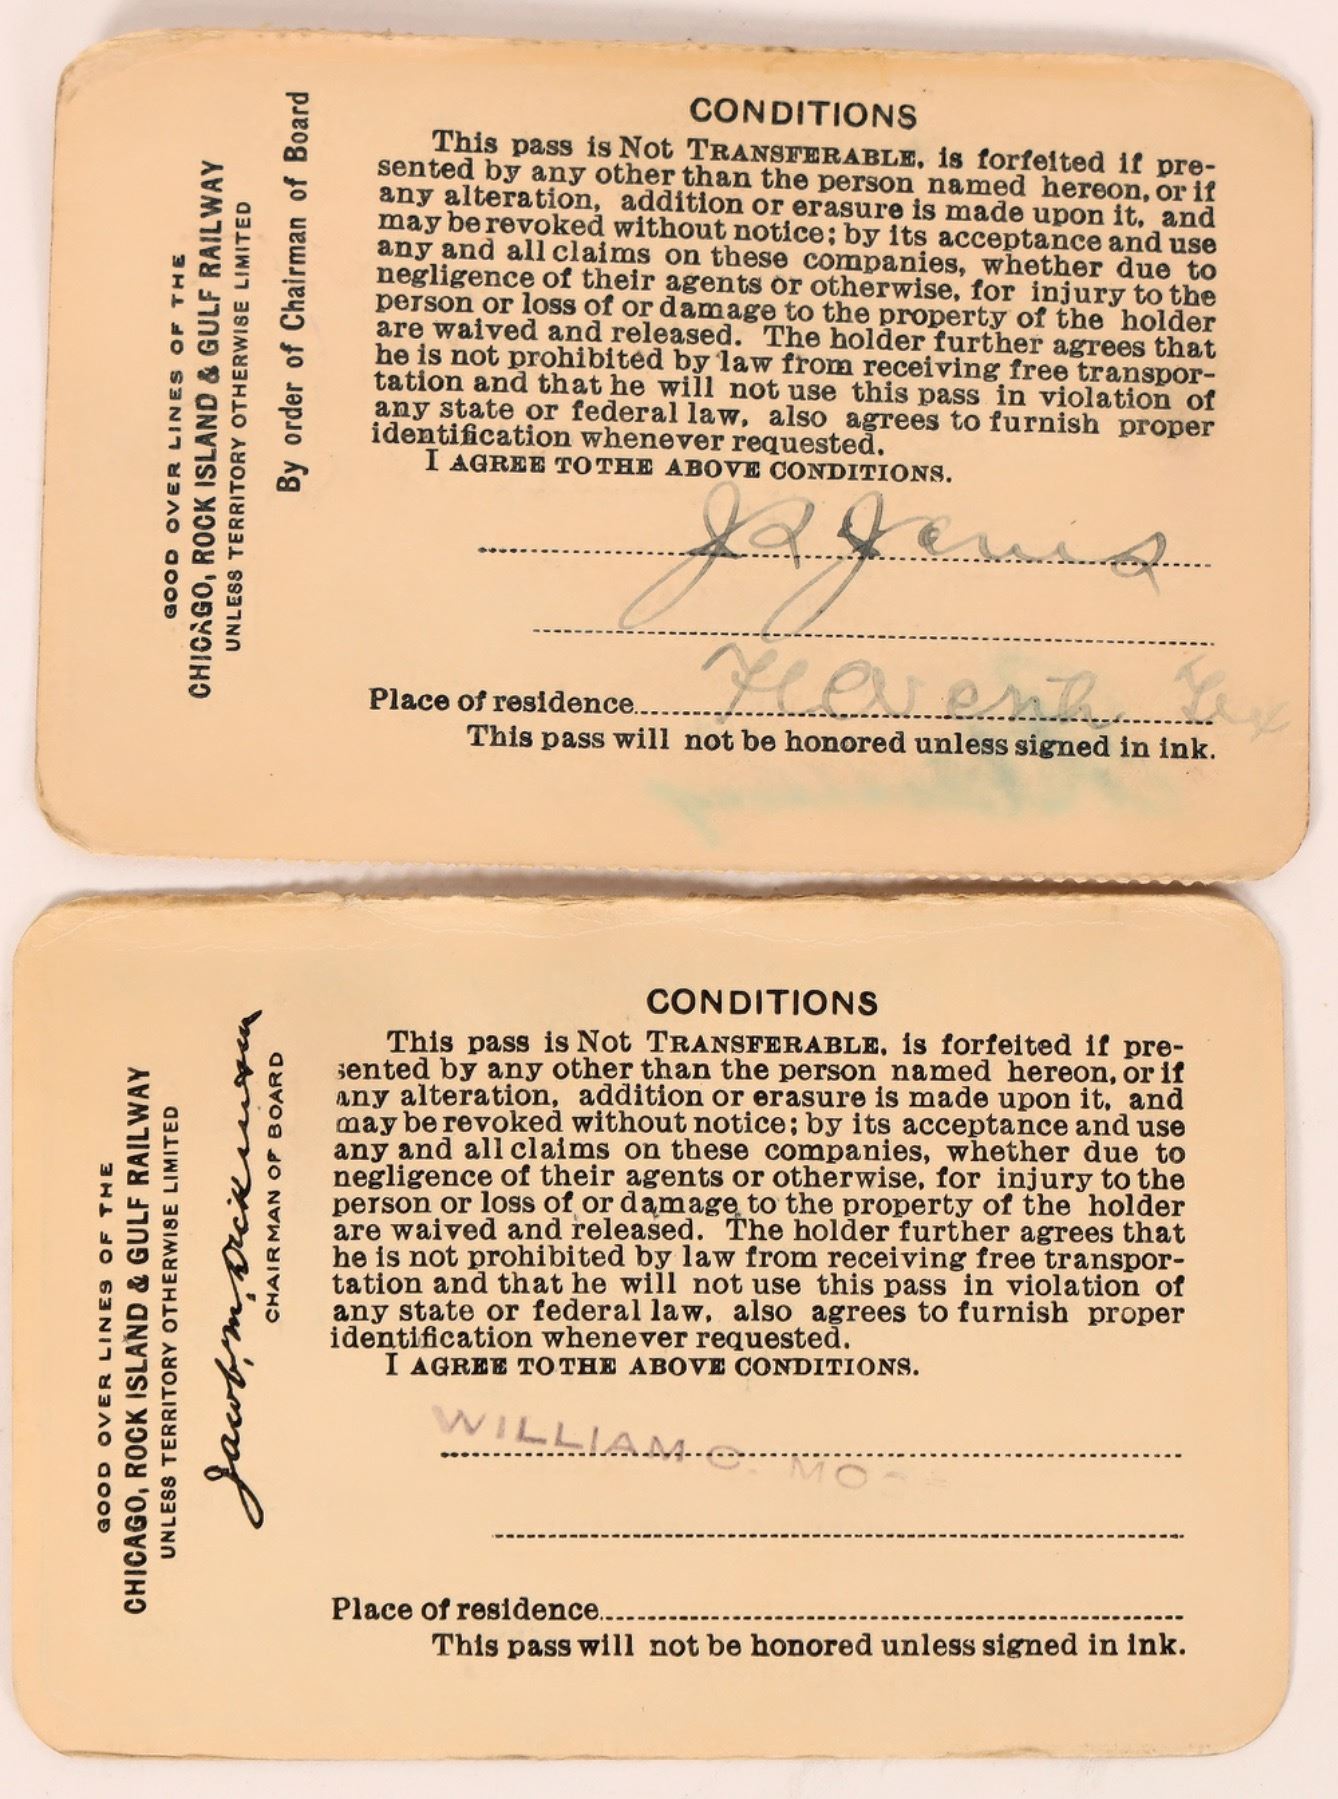 GOOD OVER LINES OF THE
CHICAGO, ROCK ISLAND & GULF RAILWAY
UNLESS TERRITORY OTHERWISE LIMITED
By order of Chairman of Board
CONDITIONS
This pass is Not TRANSFERABLE, is forfeited if pre-
sented by any other than the person named hereon, or if
any alteration, addition or erasure is made upon it, and
may be revoked without notice; by its acceptance and use
any and all claims on these companies, whether due to
negligence of their agents or otherwise, for injury to the
person or loss of or damage to the property of the holder
are waived and released. The holder further agrees that
he is not prohibited by law from receiving free transpor-
tation and that he will not use this pass in violation of
any state or federal law, also agrees to furnish proper
identification whenever requested.
I AGREE TO THE ABOVE CONDITIONS.
J R
Place of residence Tex
This pass will not be honored unless signed in ink.
GOOD OVER LINES OF THE
CHICAGO, ROCK ISLAND & GULF RAILWAY
UNLESS TERRITORY OTHERWISE LIMITED
Jacob M. Dickinson
CHAIRMAN OF BOARD
CONDITIONS
This pass is Not TRANSFERABLE, is forfeited if pre-
sented by any other than the person named hereon, or if
any alteration, addition or erasure is made upon it, and
may be revoked without notice; by its acceptance and use
any and all claims on these companies, whether due to
negligence of their agents or otherwise, for injury to the
person or loss of or damage to the property of the holder
are waived and released. The holder further agrees that
he is not prohibited by law from receiving free transpor-
tation and that he will not use this pass in violation of
any state or federal law, also agrees to furnish proper
identification whenever requested.
I AGREE TO THE ABOVE CONDITIONS.
WILLIAM C.
Place of residence
This pass will not be honored unless signed in ink.